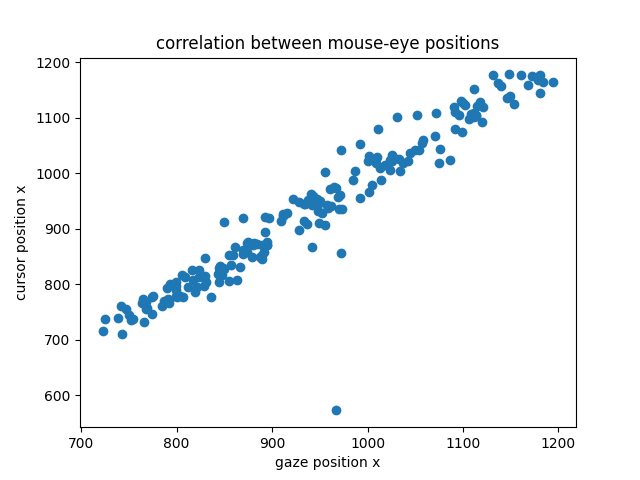 correlation between mouse-eye positions
1200
1100
1000
900
800
700
600
cursor position x
700 800 900 1000 1100 1200
gaze position x